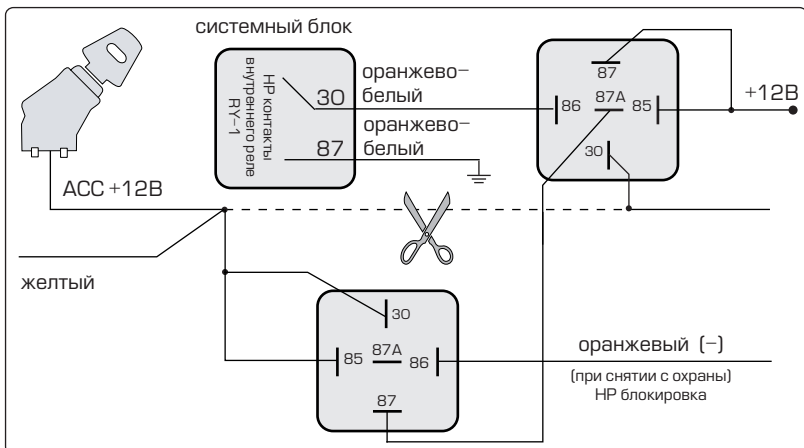 системный блок
НР контакты
внутреннего реле
RY-1
30
87
оранжево-
белый
оранжево-
белый
87
86
87A
85
30
+12В
ACC +12В
желтый
30
85
87A
86
87
оранжевый (-)
(при снятии с охраны)
НР блокировка